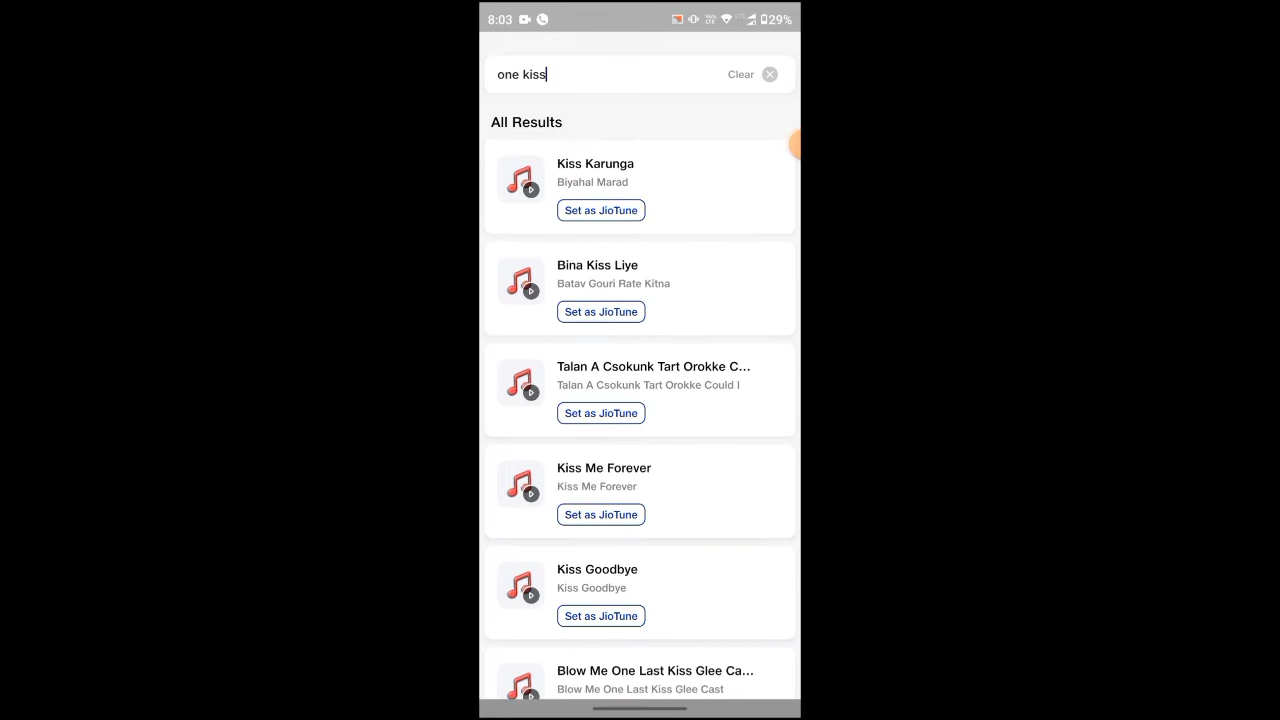 8:03
Vo))
LTE
29%
one kiss
Clear
All Results
Kiss Karunga
Biyahal Marad
Set as JioTune
Bina Kiss Liye
Batav Gouri Rate Kitna
Set as JioTune
Talan A Csokunk Tart Orokke C...
Talan A Csokunk Tart Orokke Could I
Set as JioTune
Kiss Me Forever
Kiss Me Forever
Set as JioTune
Kiss Goodbye
Kiss Goodbye
Set as JioTune
Blow Me One Last Kiss Glee Ca...
Blow Me One Last Kiss Glee Cast